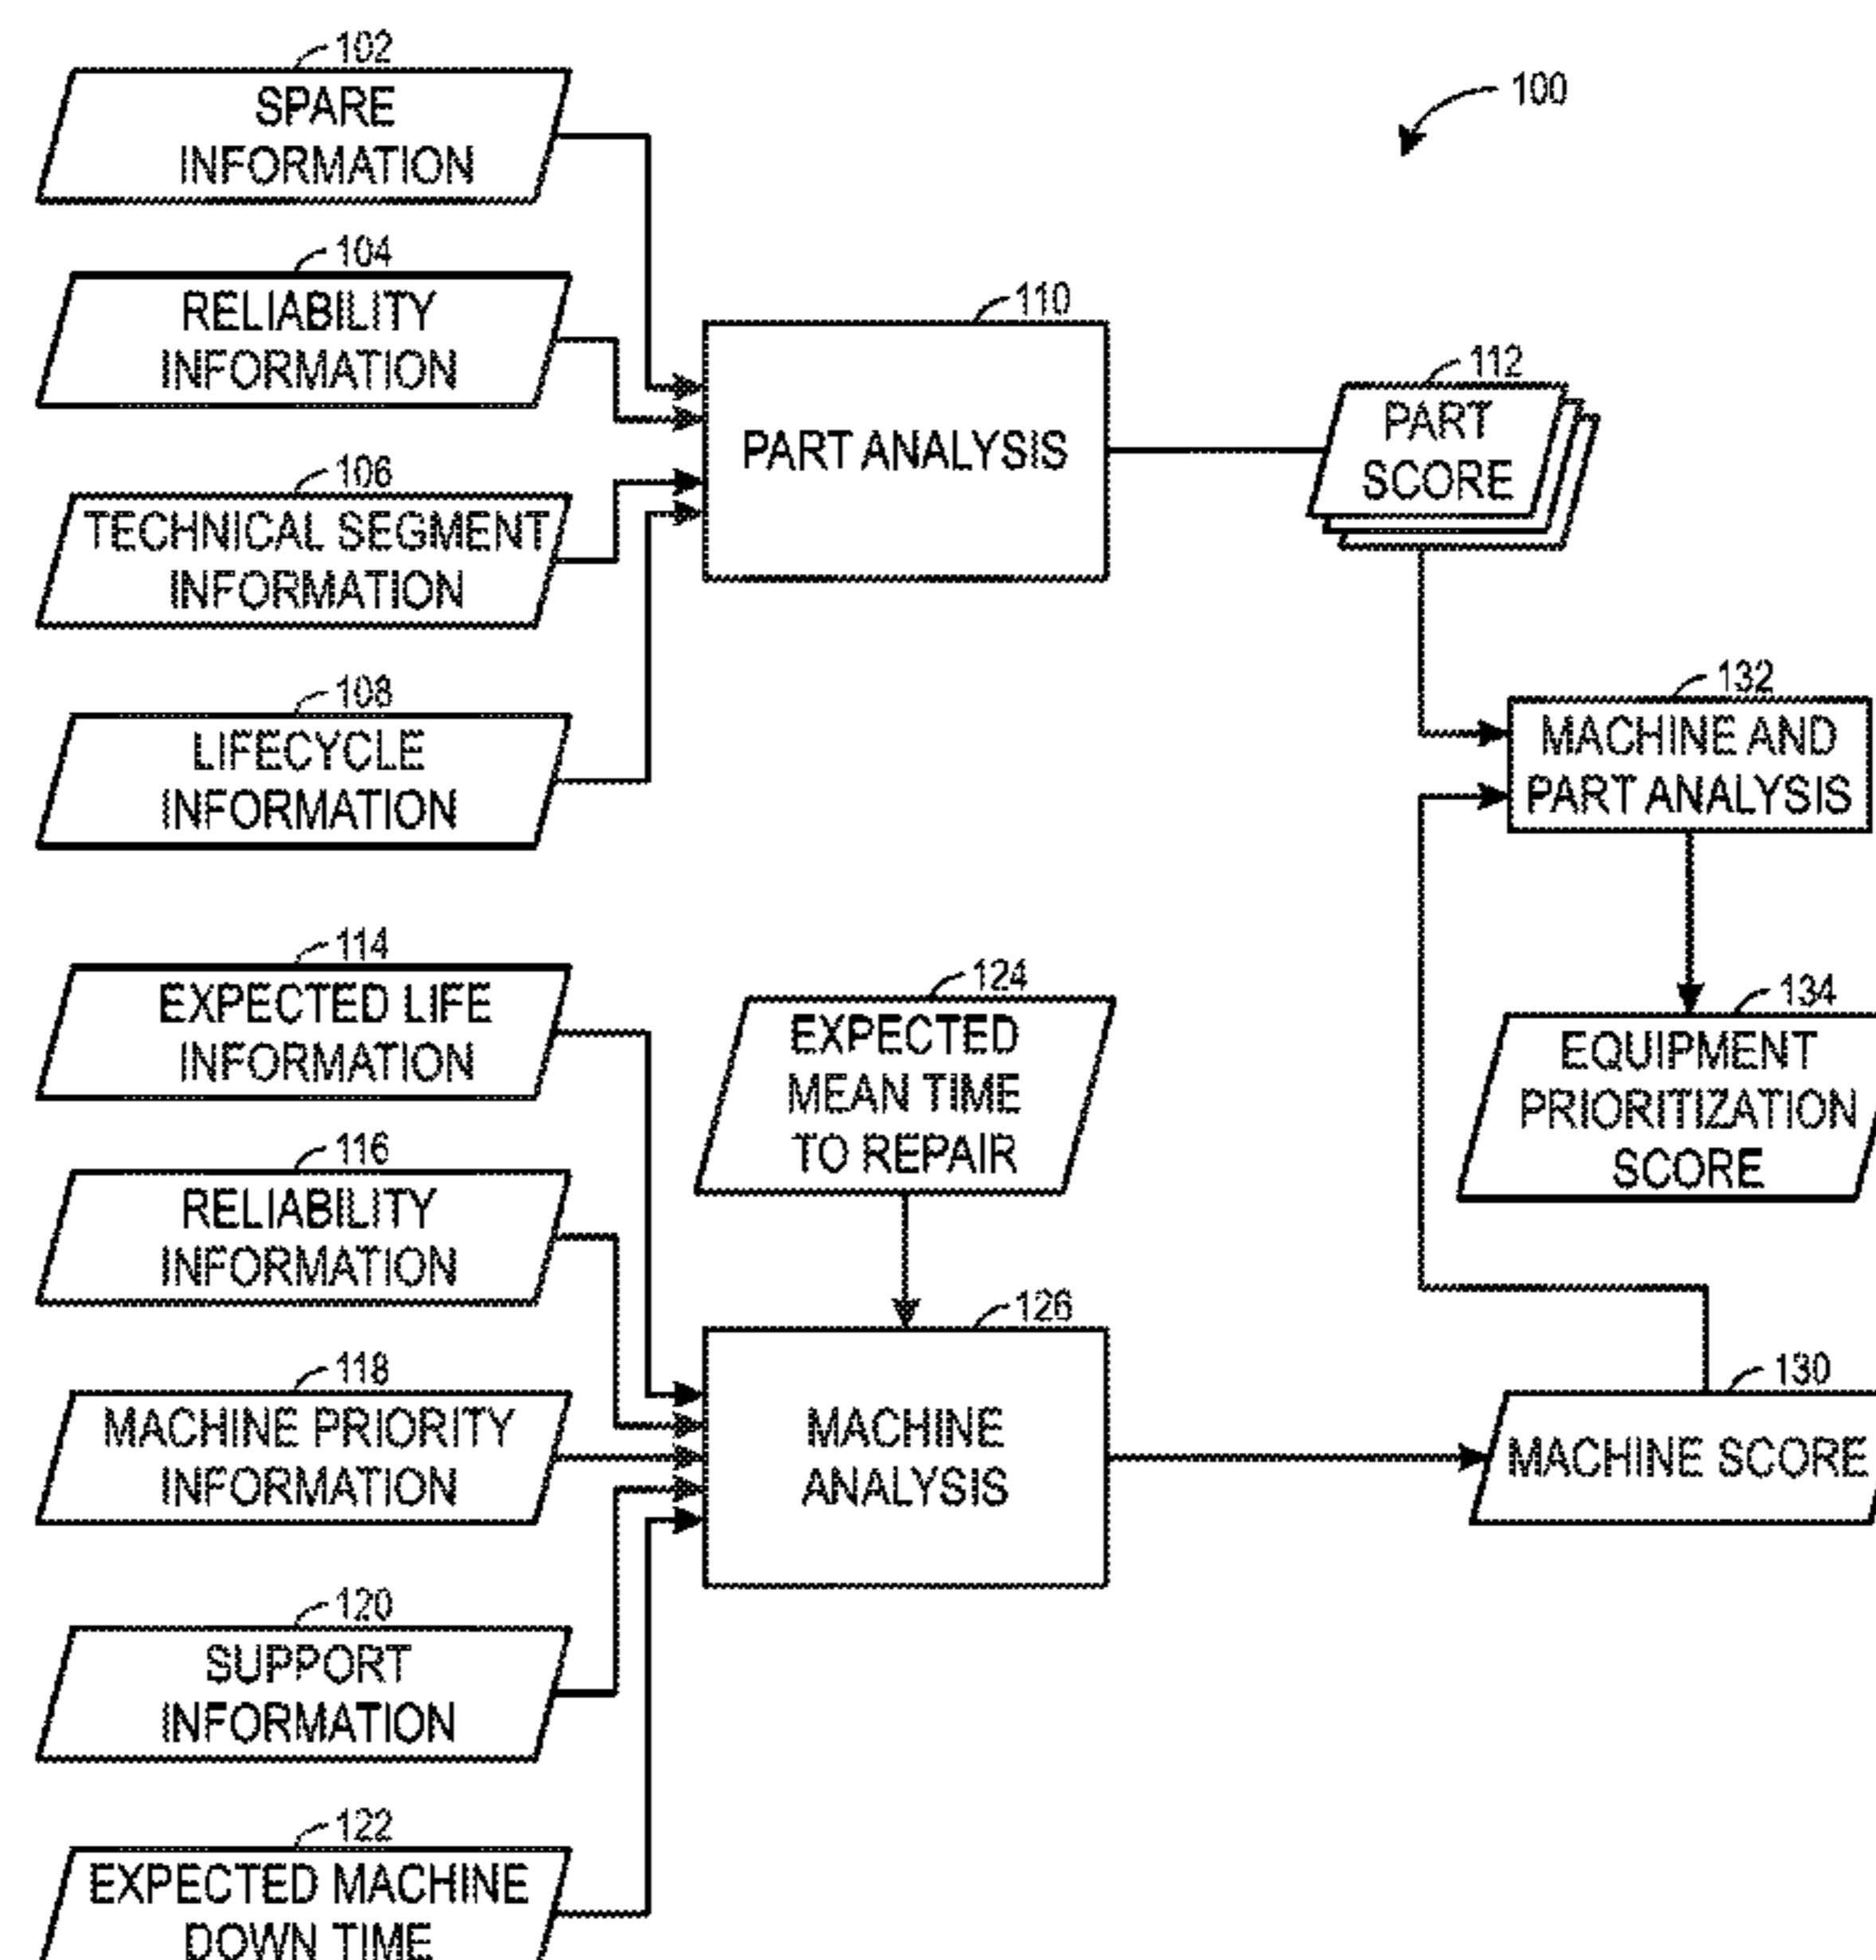 102
SPARE
INFORMATION
100
104
RELIABILITY
INFORMATION
110
PART ANALYSIS
112
PART
SCORE
106
TECHNICAL SEGMENT
INFORMATION
108
LIFECYCLE
INFORMATION
132
MACHINE AND
PART ANALYSIS
114
EXPECTED LIFE
INFORMATION
124
EXPECTED
MEAN TIME
TO REPAIR
134
EQUIPMENT
PRIORITIZATION
SCORE
116
RELIABILITY
INFORMATION
126
MACHINE
ANALYSIS
118
MACHINE PRIORITY
INFORMATION
130
MACHINE SCORE
120
SUPPORT
INFORMATION
122
EXPECTED MACHINE
DOWN TIME